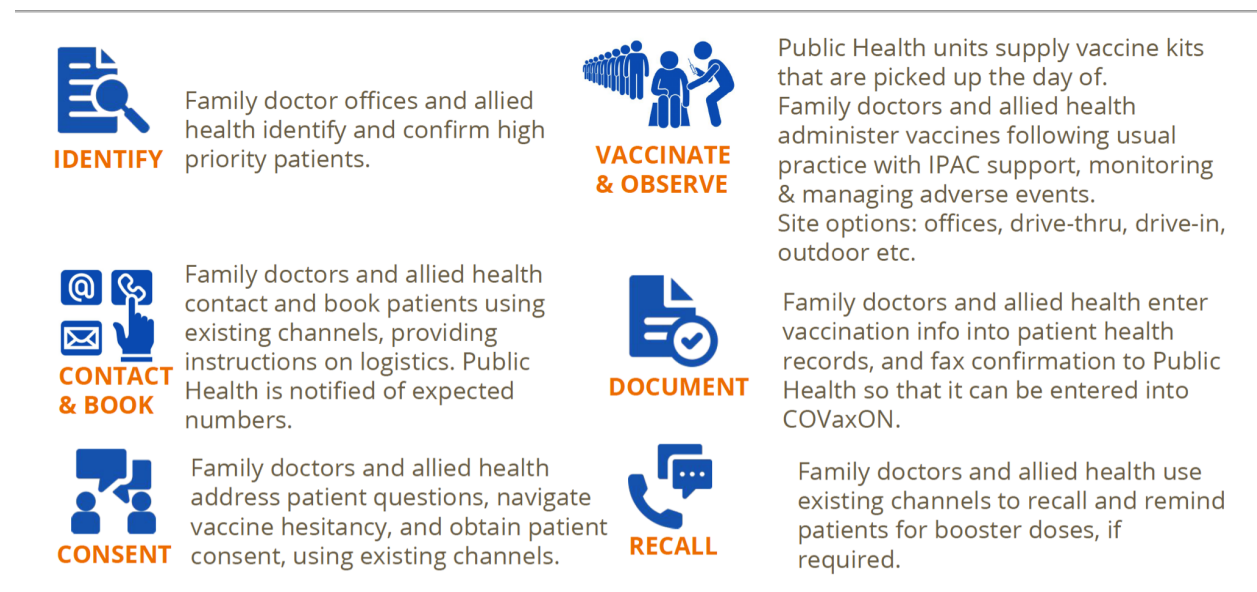 IDENTIFY
Family doctor offices and allied
health identify and confirm high
priority patients.
CONTACT
& BOOK
Family doctors and allied health
contact and book patients using
existing channels, providing
instructions on logistics. Public
Health is notified of expected
numbers.
CONSENT
Family doctors and allied health
address patient questions, navigate
vaccine hesitancy, and obtain patient
consent, using existing channels.
VACCINATE
& OBSERVE
Public Health units supply vaccine kits
that are picked up the day of.
Family doctors and allied health
administer vaccines following usual
practice with IPAC support, monitoring
& managing adverse events.
Site options: offices, drive-thru, drive-in,
outdoor etc.
DOCUMENT
Family doctors and allied health enter
vaccination info into patient health
records, and fax confirmation to Public
Health so that it can be entered into
COVaxON.
RECALL
Family doctors and allied health use
existing channels to recall and remind
patients for booster doses, if
required.